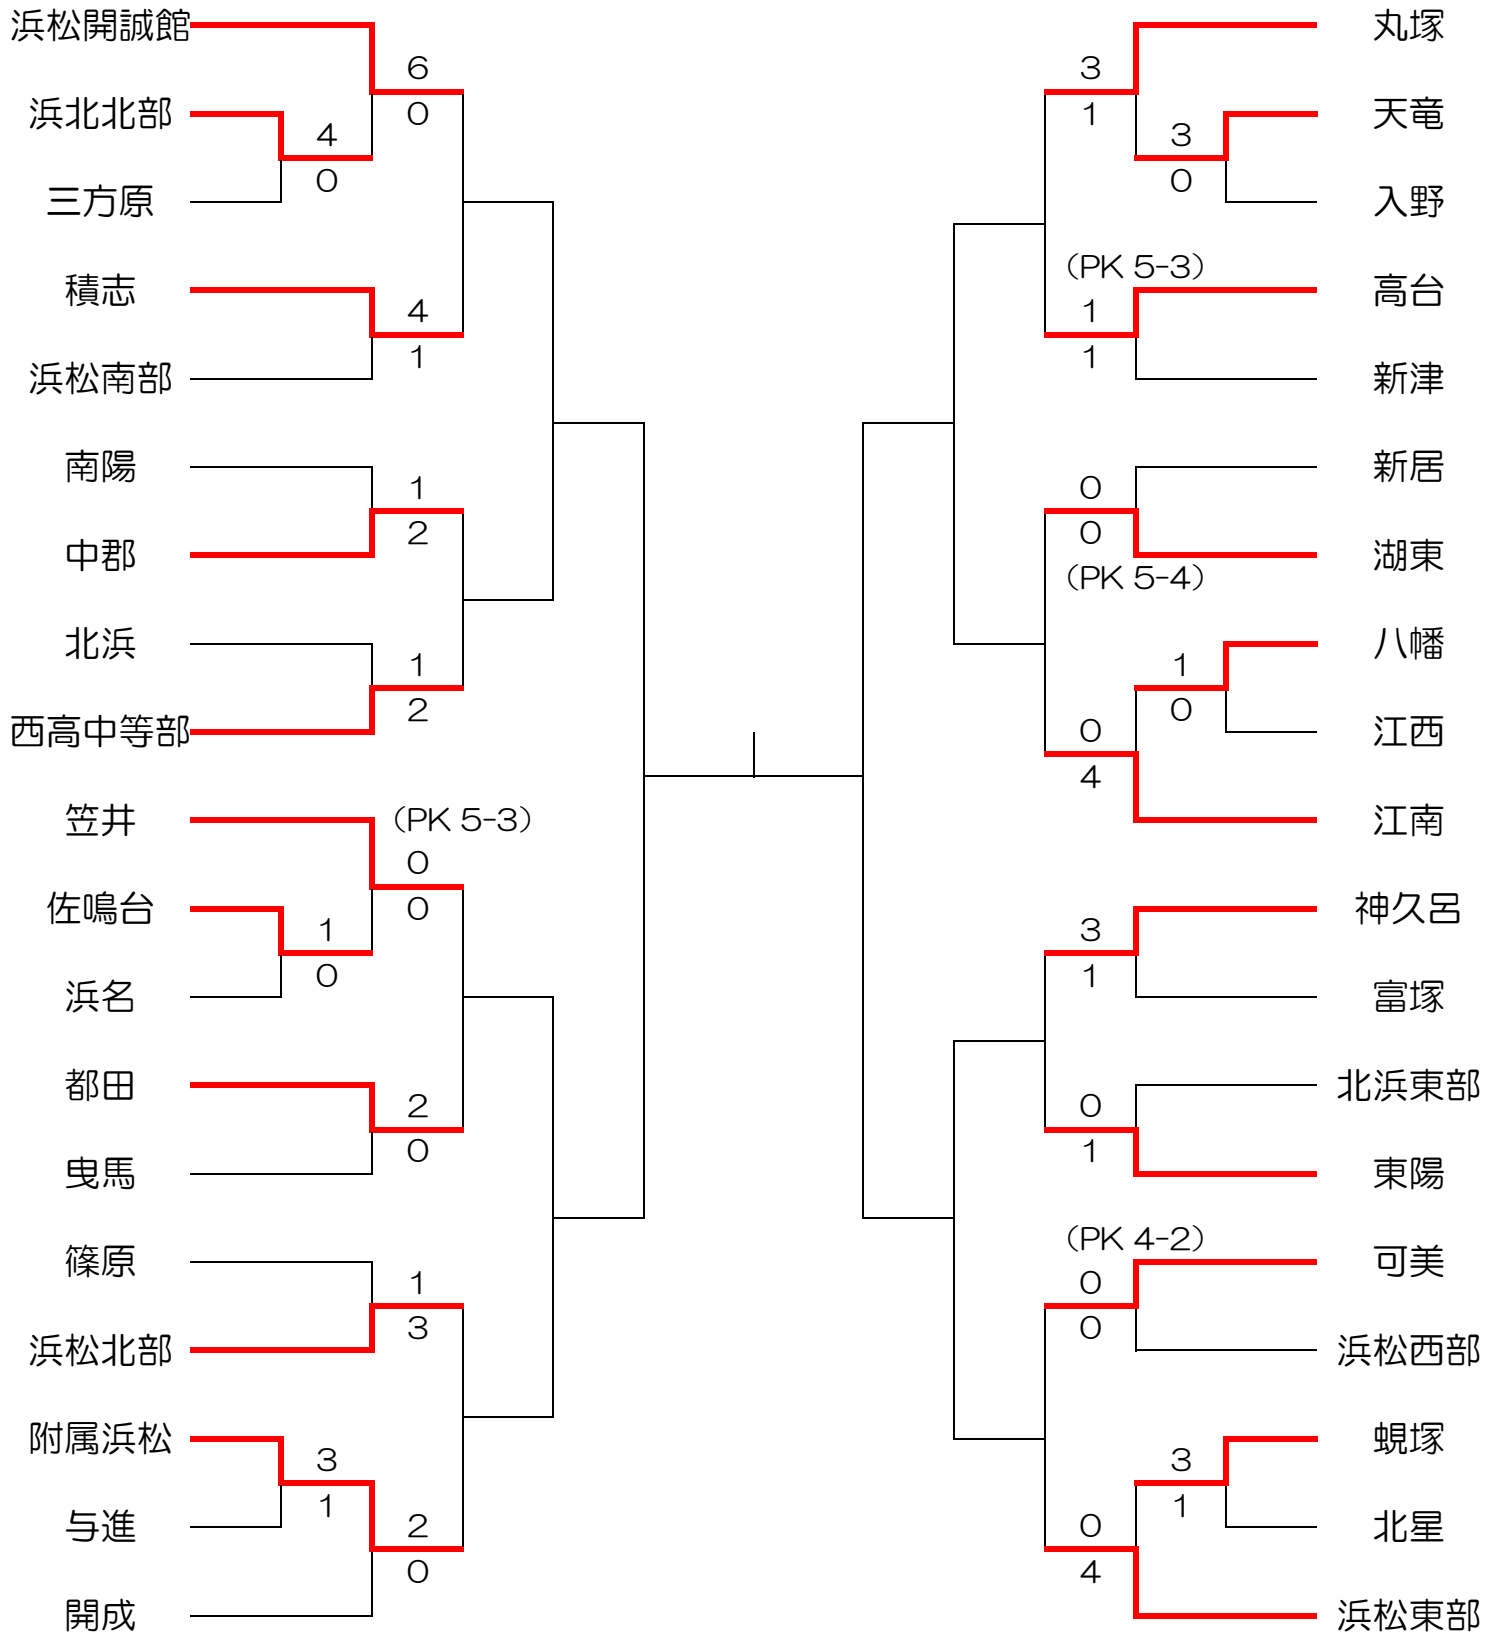 浜松開誠館
6
浜北北部
0
4
三方原
0
積志
4
1
浜松南部
南陽
1
2
中郡
北浜
1
2
西高中等部
笠井
(PK 5-3)
0
佐鳴台
0
1
浜名
0
都田
2
0
曳馬
篠原
1
3
浜松北部
附属浜松
3
与進
1
2
0
開成
丸塚
3
天竜
1
3
入野
0
(PK 5-3)
高台
1
1
新津
新居
0
0
湖東
(PK 5-4)
八幡
1
0
江西
0
4
江南
神久呂
3
1
富塚
北浜東部
0
1
東陽
(PK 4-2)
可美
0
0
浜松西部
蜆塚
3
1
北星
0
4
浜松東部